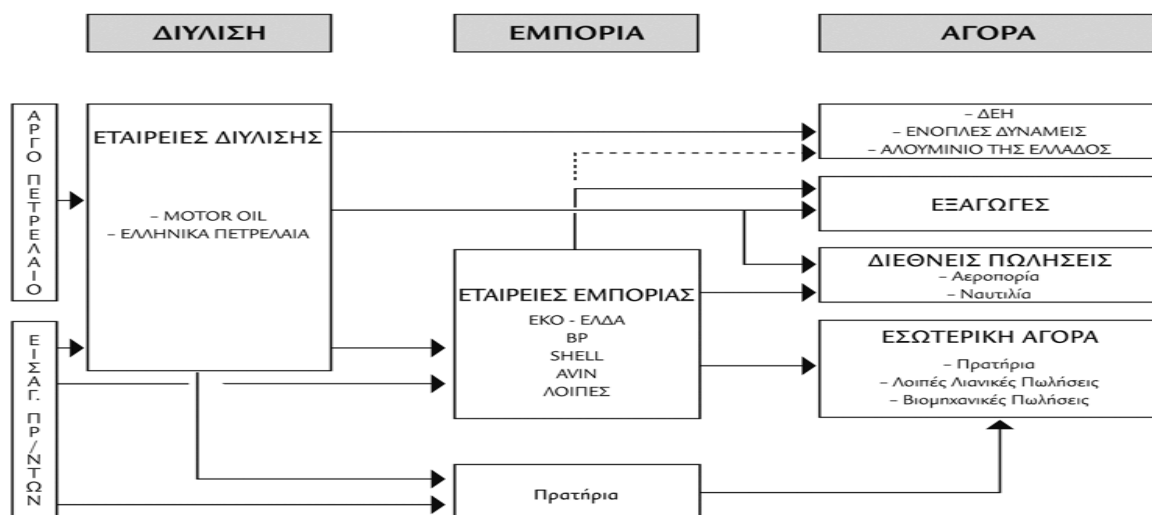 ΔΙΥΛΙΣΗ
ΕΜΠΟΡΙΑ
ΑΓΟΡΑ
ΑΡΓΟ ΠΕΤΡΕΛΑΙΟ
ΕΤΑΙΡΕΙΕΣ ΔΙΥΛΙΣΗΣ
– MOTOR OIL
– ΕΛΛΗΝΙΚΑ ΠΕΤΡΕΛΑΙΑ
ΕΙΣΑΓ. ΠΡ/ΝΤΩΝ
ΕΤΑΙΡΕΙΕΣ ΕΜΠΟΡΙΑΣ
ΕΚΟ - ΕΛΔΑ
BP
SHELL
AVIN
ΛΟΙΠΕΣ
Πρατήρια
– ΔΕΗ
– ΕΝΟΠΛΕΣ ΔΥΝΑΜΕΙΣ
– ΑΛΟΥΜΙΝΙΟ ΤΗΣ ΕΛΛΑΔΟΣ
ΕΞΑΓΩΓΕΣ
ΔΙΕΘΝΕΙΣ ΠΩΛΗΣΕΙΣ
– Αεροπορία
– Ναυτιλία
ΕΣΩΤΕΡΙΚΗ ΑΓΟΡΑ
– Πρατήρια
– Λοιπές Λιανικές Πωλήσεις
– Βιομηχανικές Πωλήσεις